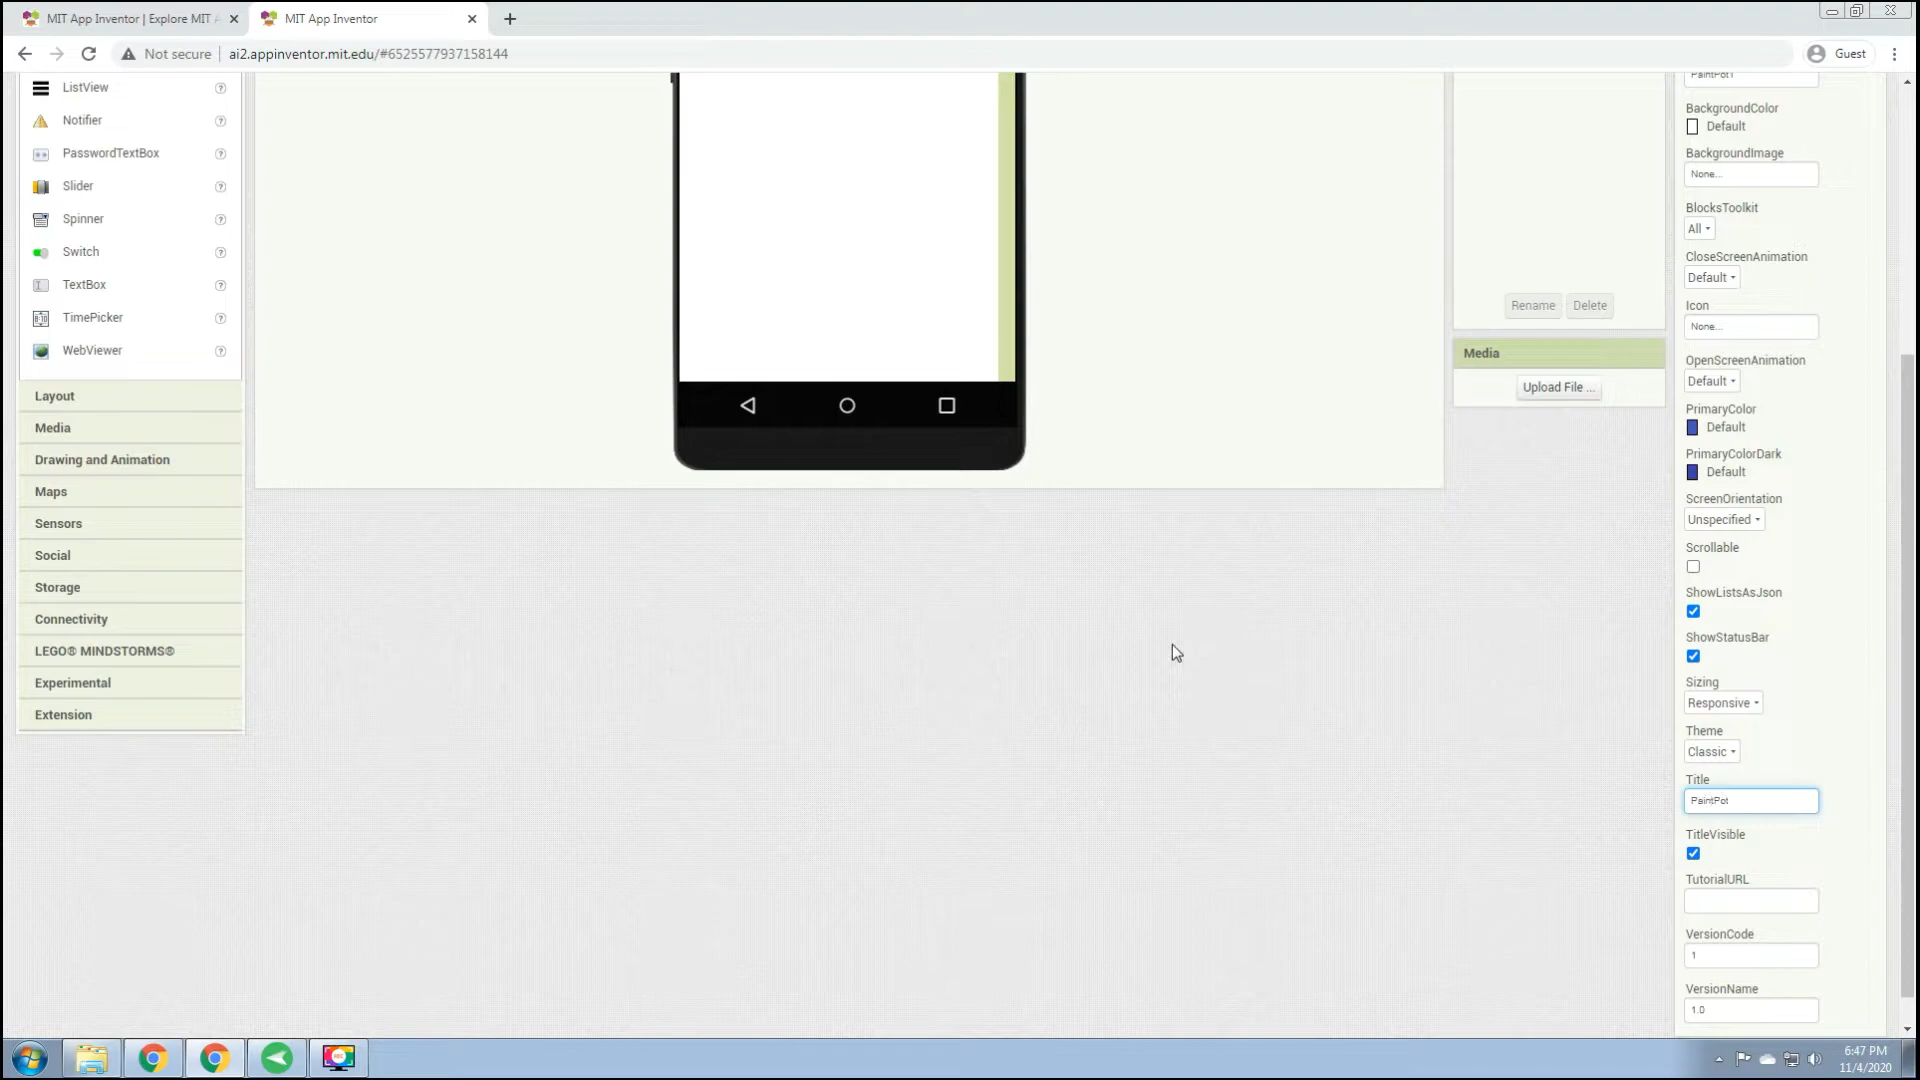 MIT App Inventor | Explore MIT A
MIT App Inventor
Not secure
ai2.appinventor.mit.edu/#6525577937158144
Guest
ListView
Notifier
PasswordTextBox
Slider
Spinner
Switch
TextBox
TimePicker
WebViewer
Layout
Media
Drawing and Animation
Maps
Sensors
Social
Storage
Connectivity
LEGO® MINDSTORMS®
Experimental
Extension
Rename
Delete
Media
Upload File ...
PaintPot1
BackgroundColor
Default
BackgroundImage
None...
BlocksToolkit
All
CloseScreenAnimation
Default
Icon
None...
OpenScreenAnimation
Default
PrimaryColor
Default
PrimaryColorDark
Default
ScreenOrientation
Unspecified
Scrollable
ShowListsAsJson
ShowStatusBar
Sizing
Responsive
Theme
Classic
Title
PaintPot
TitleVisible
TutorialURL
VersionCode
1
VersionName
1.0
6:47 PM
11/4/2020